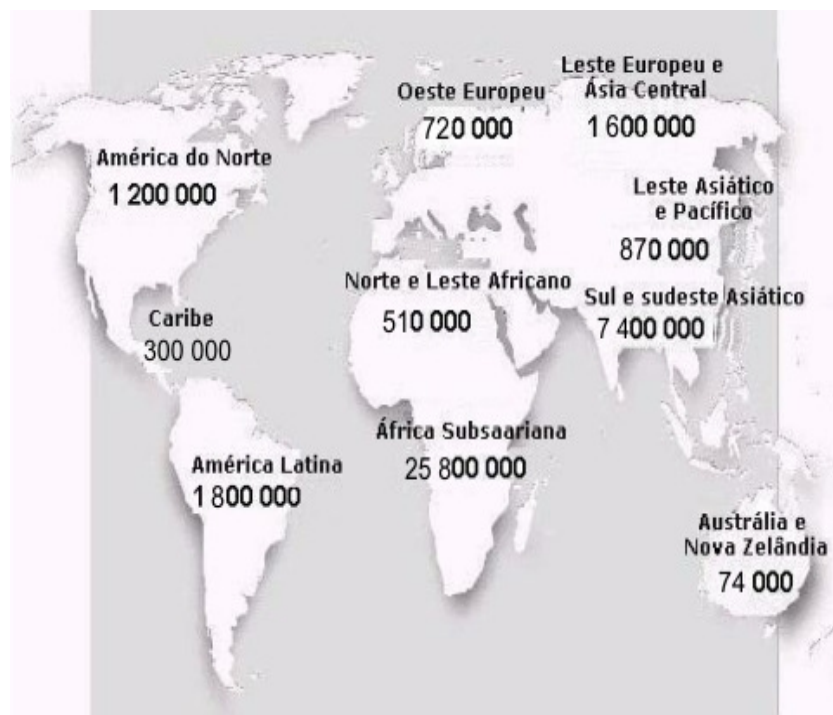 Leste Europeu e
Ásia Central
1 600 000
Oeste Europeu
720 000
América do Norte
1 200 000
Leste Asiático
e Pacífico
870 000
Norte e Leste Africano
510 000
Sul e sudeste Asiático
7 400 000
Caribe
300 000
África Subsaariana
25 800 000
América Latina
1 800 000
Austrália e
Nova Zelândia
74 000